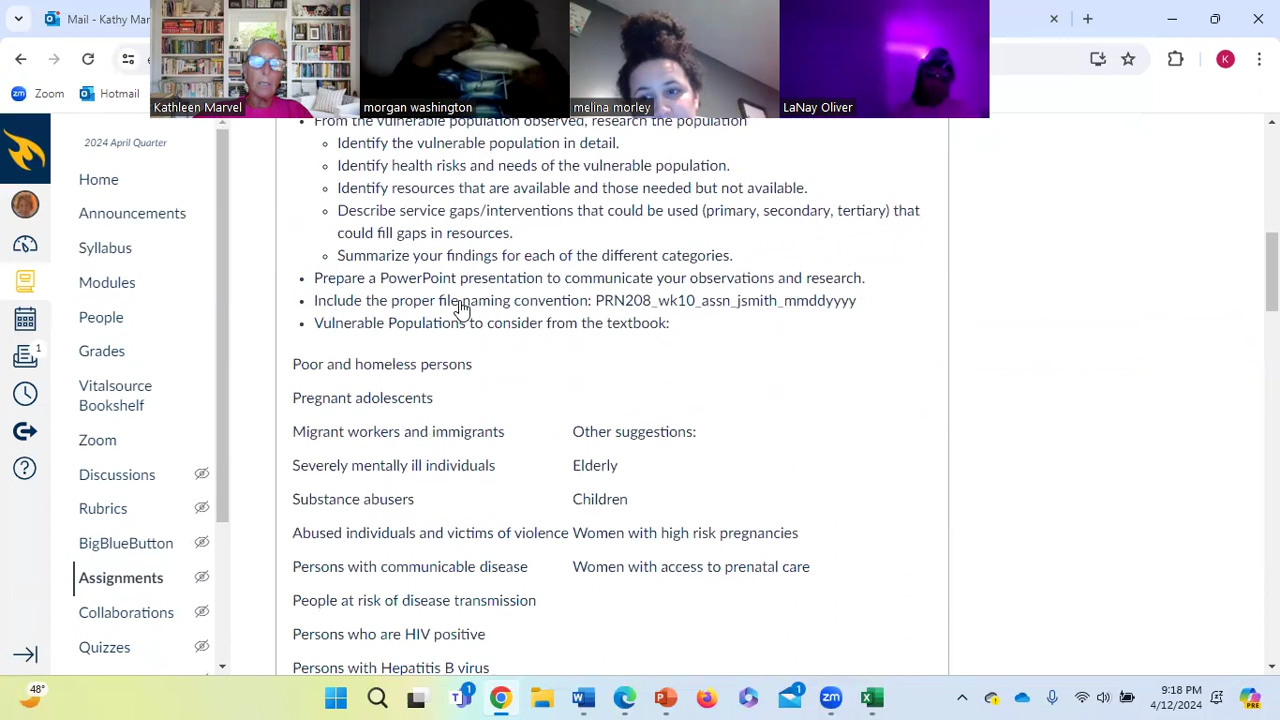 Mail - Kathy Mar
K
Zoom
Hotmail
Kathleen Marvel
morgan washington
melina morley
LaNay Oliver
2024 April Quarter
Home
Announcements
Syllabus
Modules
People
Grades
Vitalsource
Bookshelf
Zoom
Discussions
Rubrics
BigBlueButton
Assignments
Collaborations
Quizzes
1
From the vulnerable population observed, research the population
Identify the vulnerable population in detail.
Identify health risks and needs of the vulnerable population.
Identify resources that are available and those needed but not available.
Describe service gaps/interventions that could be used (primary, secondary, tertiary) that
could fill gaps in resources.
Summarize your findings for each of the different categories.
Prepare a PowerPoint presentation to communicate your observations and research.
Include the proper file naming convention: PRN208_wk10_assn_jsmith_mmddyyyy
Vulnerable Populations to consider from the textbook:
Poor and homeless persons
Pregnant adolescents
Migrant workers and immigrants Other suggestions:
Severely mentally ill individuals Elderly
Substance abusers Children
Abused individuals and victims of violence Women with high risk pregnancies
Persons with communicable disease Women with access to prenatal care
People at risk of disease transmission
Persons who are HIV positive
Persons with Hepatitis B virus
48°
zm
1
1
zm
9:18 PM
4/12/2024
PRE